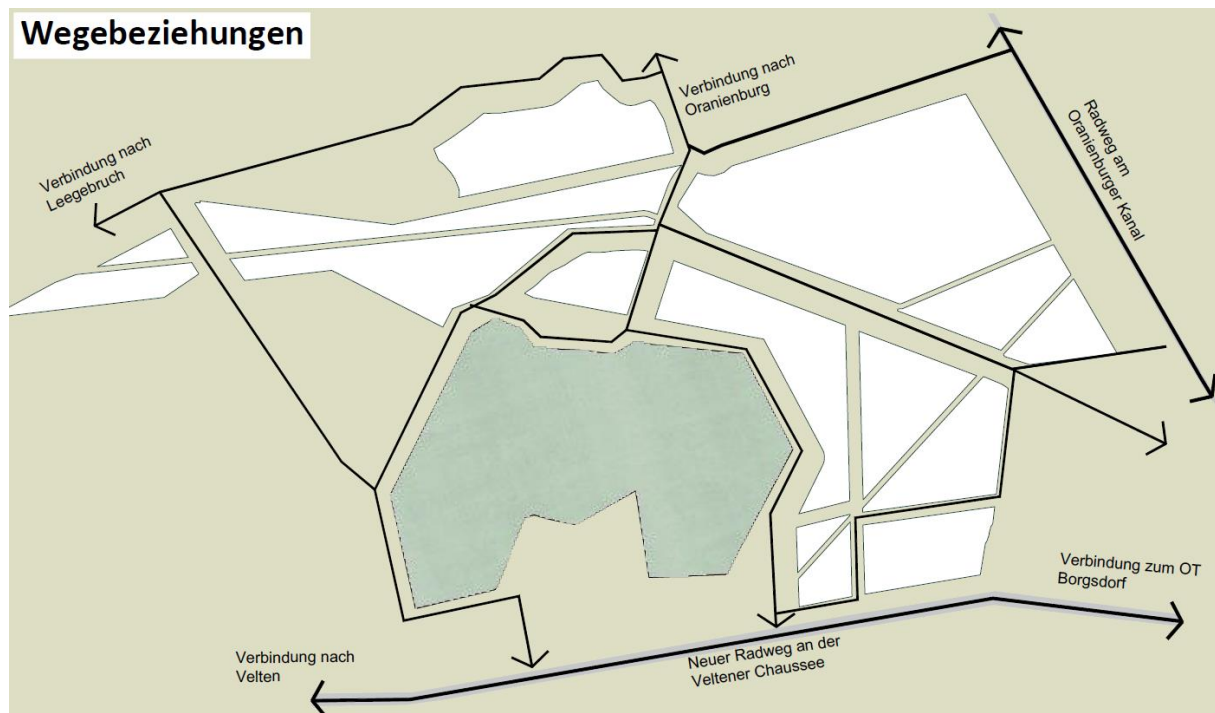 Wegebeziehungen
Verbindung nach
Oranienburg
Verbindung nach
Leegebruch
Radweg am
Oranienburger Kanal
Verbindung zum OT
Borgsdorf
Neuer Radweg an der
Veltener Chaussee
Verbindung nach
Velten